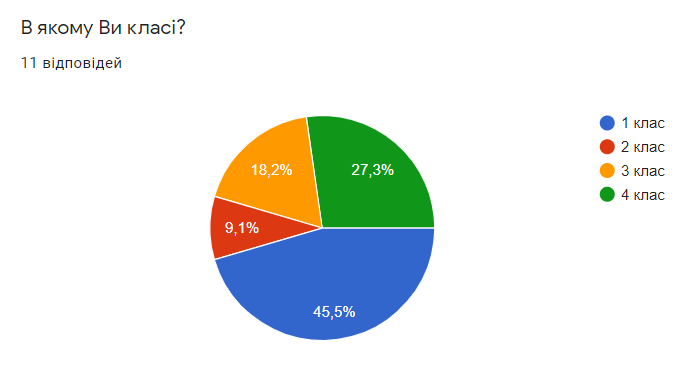 В якому Ви класі?
11 відповідей
1 клас
2 клас
3 клас
4 клас
18,2%
27,3%
9,1%
45,5%